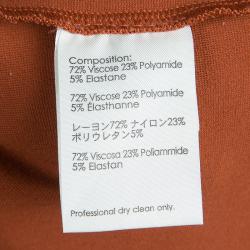 Composition:
72% Viscose 23% Polyamide
5% Elastane
72% Viscose 23% Polyamide
5% Elasthanne
レーヨン72% ナイロン23%
ポリウレタン5%
72% Viscosa 23% Poliammide
5% Elastan
Professional dry clean only.